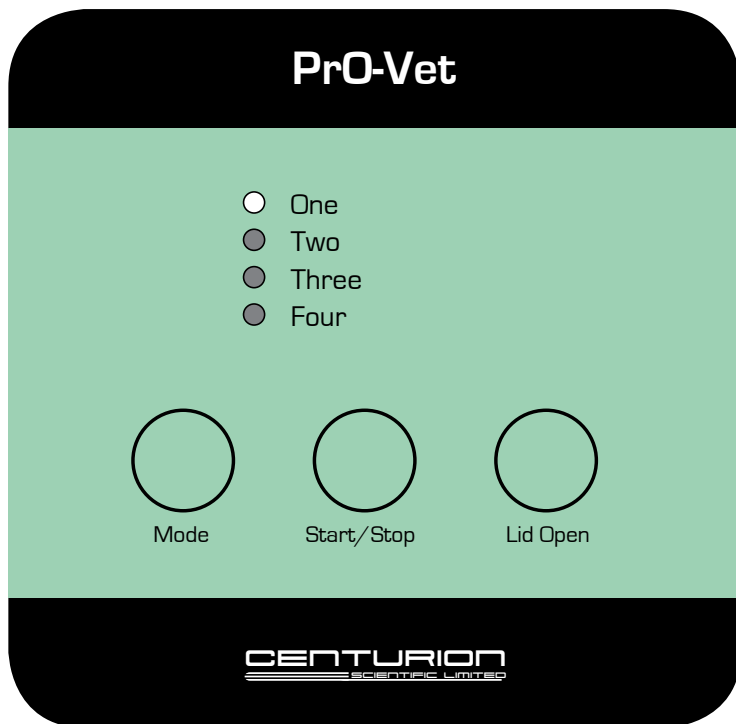 PrO-Vet
One
Two
Three
Four
Mode Start/Stop Lid Open
CENTURION
SCIENTIFIC LIMITED